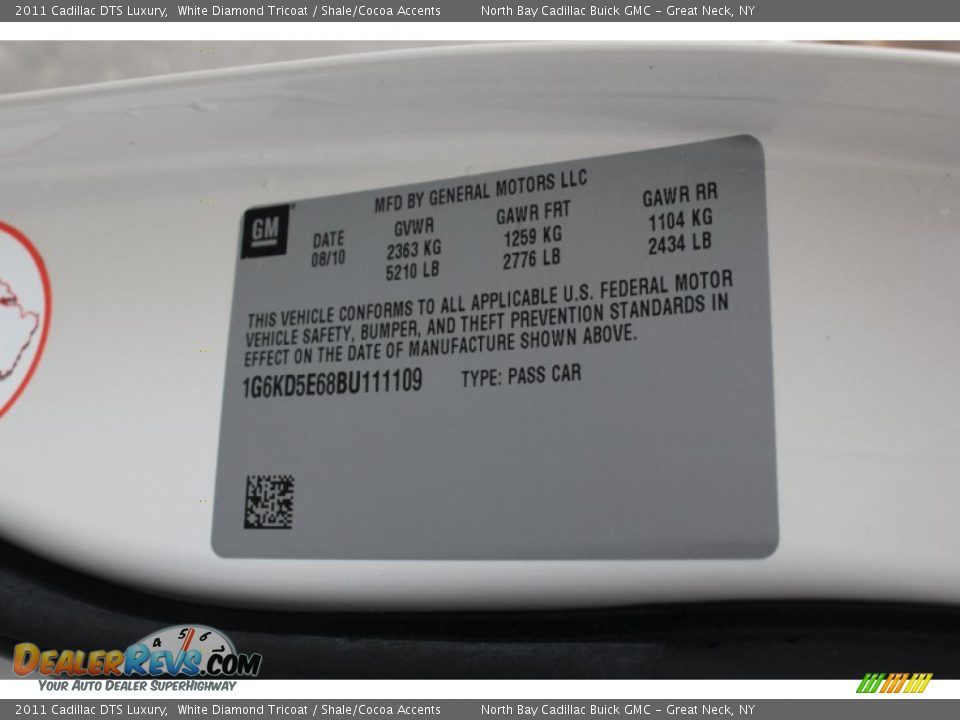 2011 Cadillac DTS Luxury, White Diamond Tricoat / Shale/Cocoa Accents North Bay Cadillac Buick GMC - Great Neck, NY
MFD BY GENERAL MOTORS LLC
GM DATE GVWR GAWR FRT GAWR RR
08/10 2363 KG 1259 KG 1104 KG
5210 LB 2776 LB 2434 LB
THIS VEHICLE CONFORMS TO ALL APPLICABLE U.S. FEDERAL MOTOR
VEHICLE SAFETY, BUMPER, AND THEFT PREVENTION STANDARDS IN
EFFECT ON THE DATE OF MANUFACTURE SHOWN ABOVE.
1G6KD5E68BU111109 TYPE: PASS CAR
4 5 6
DealerRevs.com
Your Auto Dealer SuperHighway
2011 Cadillac DTS Luxury, White Diamond Tricoat / Shale/Cocoa Accents North Bay Cadillac Buick GMC - Great Neck, NY